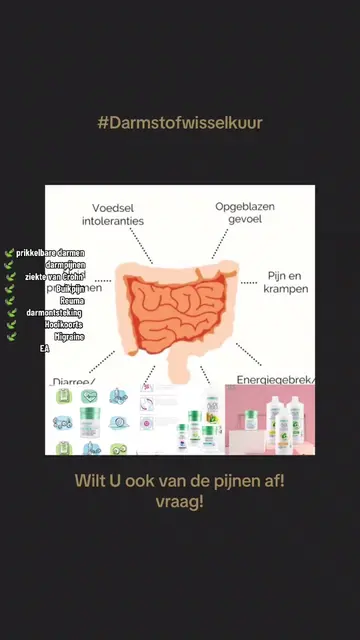 #Darmstofwisselkuur
Voedsel
intoleranties
Opgeblazen
gevoel
prikkelbare darmen
darmpijnen
ziekte van Crohn
Buikpijn
Reuma
darmontsteking
Hooikoorts
Migraine
EA
Pijn en
krampen
Diarree/
Energiegebrek/
Wilt U ook van de pijnen af!
vraag!